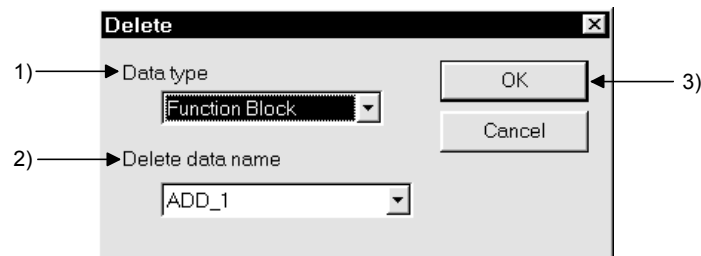 Delete
1) Data type
OK 3)
Function Block
Cancel
2) Delete data name
ADD_1